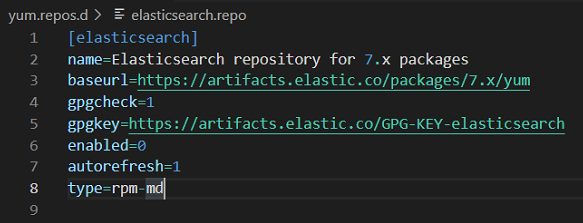 yum.repos.d > elasticsearch.repo
1 [elasticsearch]
2 name=Elasticsearch repository for 7.x packages
3 baseurl=https://artifacts.elastic.co/packages/7.x/yum
4 gpgcheck=1
5 gpgkey=https://artifacts.elastic.co/GPG-KEY-elasticsearch
6 enabled=0
7 autorefresh=1
8 type=rpm-md
9